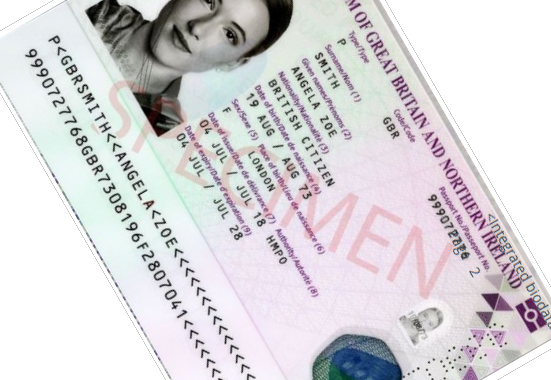 M OF GREAT BRITAIN AND NORTHERN IRELAND
Type/Type
P
Code/Code
GBR
Passport No./Passeport No.
Surname/Nom (1)
SMITH
Given names/Prénoms (2)
ANGELA ZOE
Nationality/Nationalité (3)
BRITISH CITIZEN
Date of birth/Date de naissance (4)
19 AUG / AUG 73
Sex/Sexe (5) Place of birth/Lieu de naissance (6)
F LONDON
Date of issue/Date de délivrance (7) Authority/Autorité (8)
04 JUL / JUL 18 HMPO
Date of expiry/Date d'expiration (9)
04 JUL / JUL 28
SPECIMEN
<Integrated biodat
2
P<GBRSMITH<<ANGELA<ZOE<<<<<<<<<
9990727768GBR7308196F2807041<<<<<<